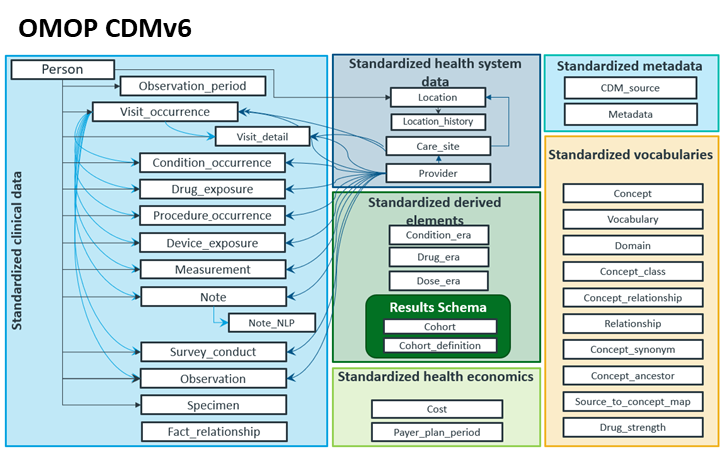 OMOP CDMv6
Standardized clinical data
Person
Observation_period
Visit_occurrence
Visit_detail
Condition_occurrence
Drug_exposure
Procedure_occurrence
Device_exposure
Measurement
Note
Note_NLP
Survey_conduct
Observation
Specimen
Fact_relationship
Standardized health system
data
Location
Location_history
Care_site
Provider
Standardized derived
elements
Condition_era
Drug_era
Dose_era
Results Schema
Cohort
Cohort_definition
Standardized health economics
Cost
Payer_plan_period
Standardized metadata
CDM_source
Metadata
Standardized vocabularies
Concept
Vocabulary
Domain
Concept_class
Concept_relationship
Relationship
Concept_synonym
Concept_ancestor
Source_to_concept_map
Drug_strength